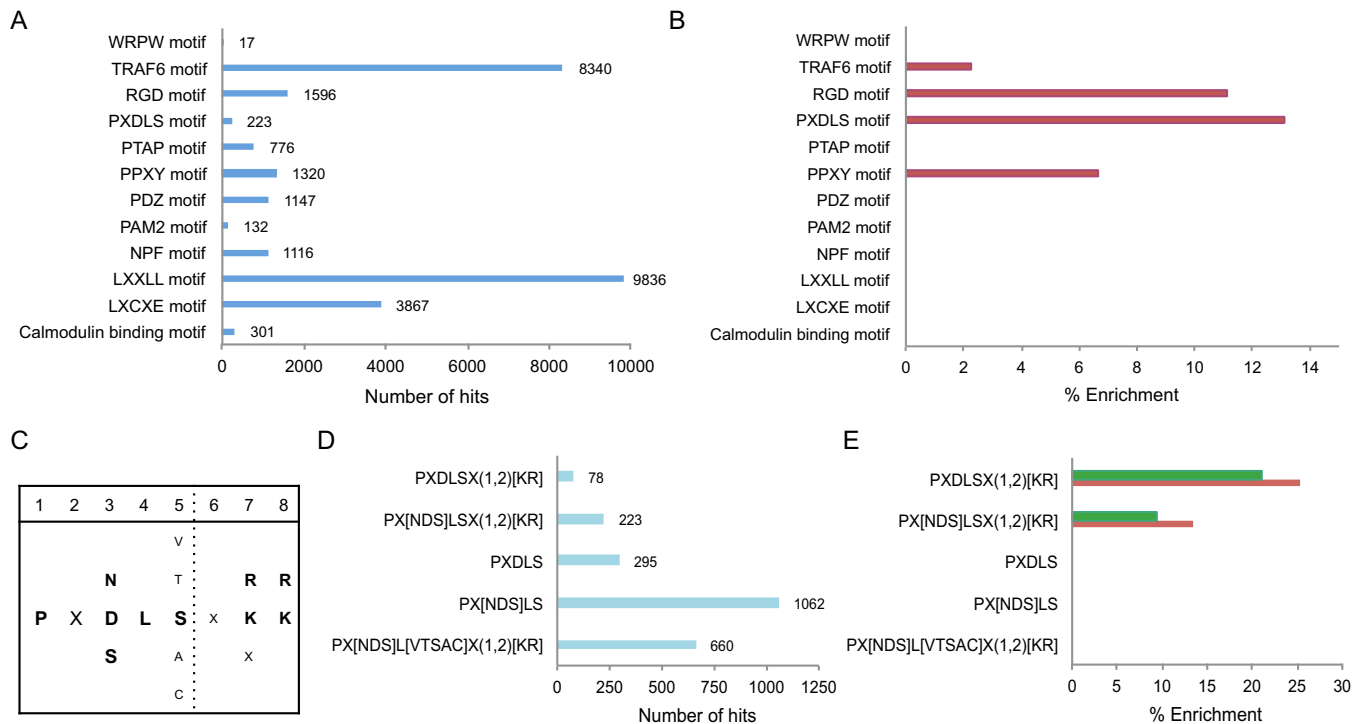 A
WRPW motif 17
TRAF6 motif 8340
RGD motif 1596
PXDLS motif 223
PTAP motif 776
PPXY motif 1320
PDZ motif 1147
PAM2 motif 132
NPF motif 1116
LXXLL motif 9836
LXCXE motif 3867
Calmodulin binding motif 301
0 2000 4000 6000 8000 10000
Number of hits
B
WRPW motif
TRAF6 motif
RGD motif
PXDLS motif
PTAP motif
PPXY motif
PDZ motif
PAM2 motif
NPF motif
LXXLL motif
LXCXE motif
Calmodulin binding motif
0 2 4 6 8 10 12 14
% Enrichment
C
1 2 3 4 5 6 7 8
V
N T R R
P X D L S X K K
S A X
C
D
PXDLSX(1,2)[KR] 78
PX[NDS]LSX(1,2)[KR] 223
PXDLS 295
PX[NDS]LS 1062
PX[NDS]L[VTSAC]X(1,2)[KR] 660
0 250 500 750 1000 1250
Number of hits
E
PXDLSX(1,2)[KR]
PX[NDS]LSX(1,2)[KR]
PXDLS
PX[NDS]LS
PX[NDS]L[VTSAC]X(1,2)[KR]
0 5 10 15 20 25 30
% Enrichment